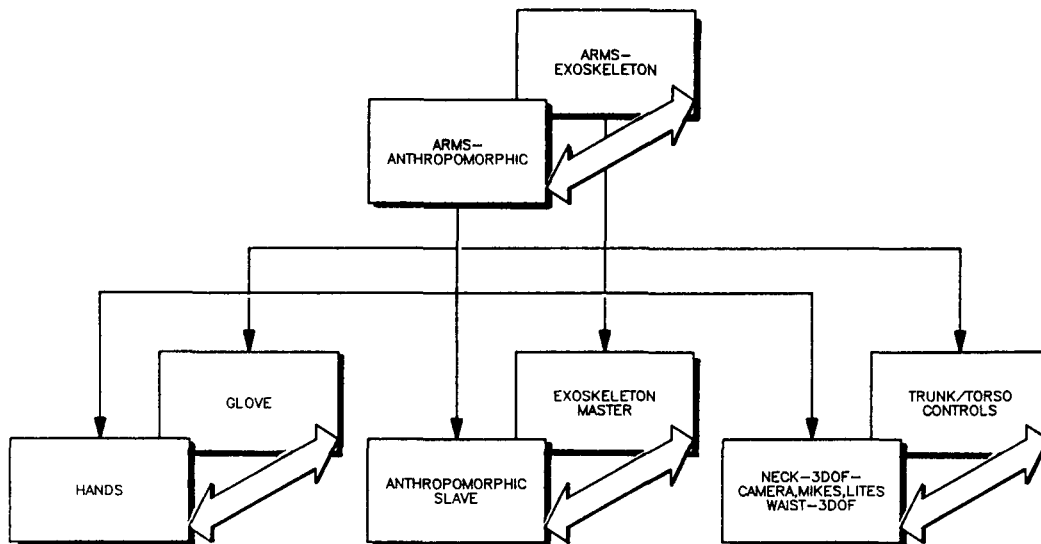 ARMS-
EXOSKELETON
ARMS-
ANTHROPOMORPHIC
GLOVE
EXOSKELETON
MASTER
TRUNK/TORSO
CONTROLS
HANDS
ANTHROPOMORPHIC
SLAVE
NECK-3DOF-
CAMERA,MIKES,LITES
WAIST-3DOF